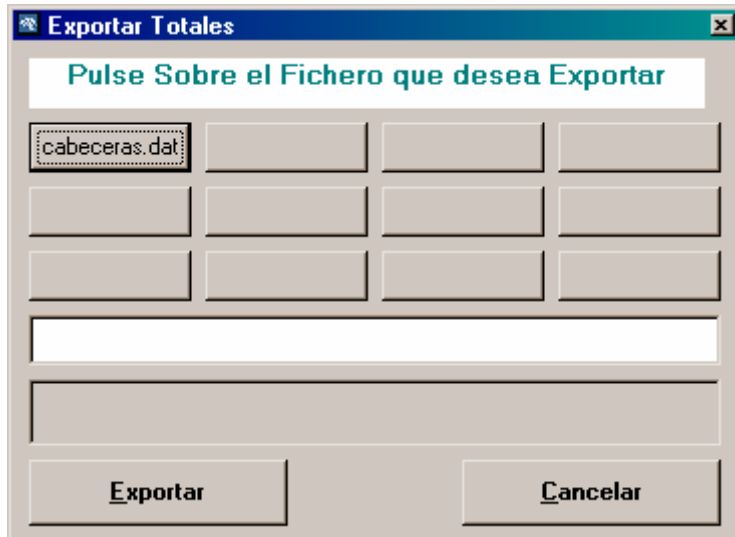 Exportar Totales
Pulse Sobre el Fichero que desea Exportar
cabeceras.dat
Exportar
Cancelar